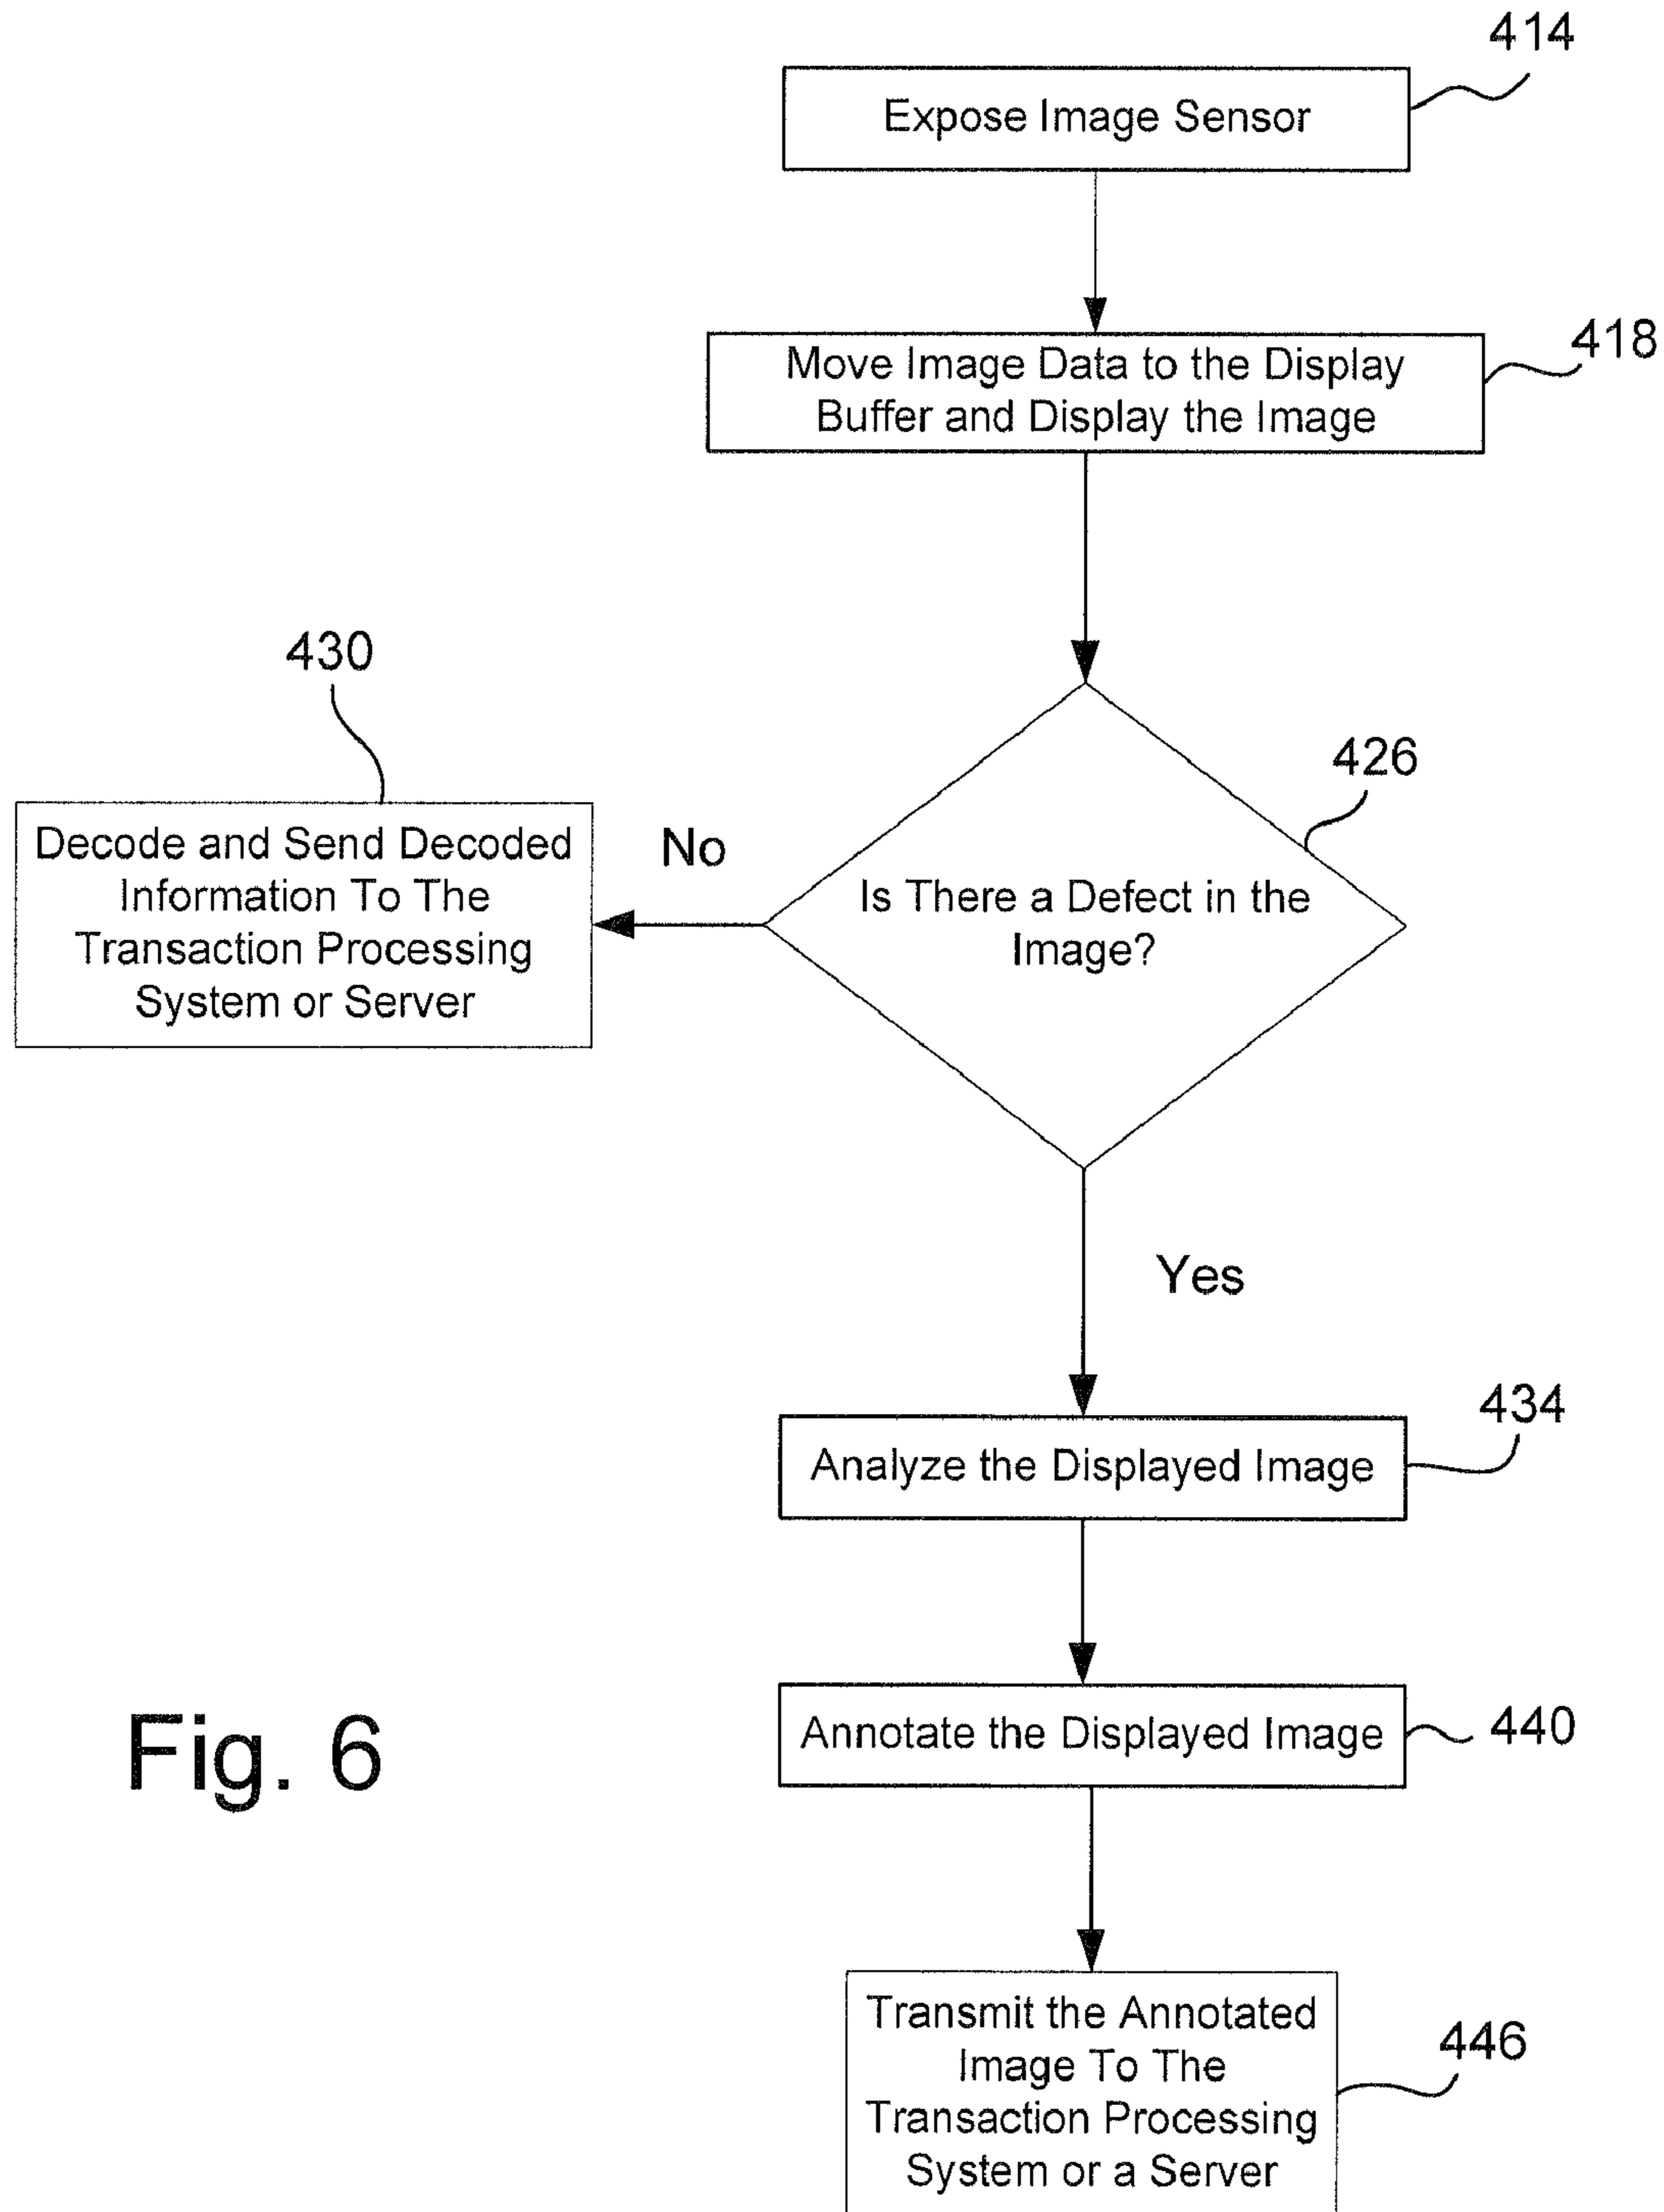 414
Expose Image Sensor
418
Move Image Data to the Display
Buffer and Display the Image
430
426
Decode and Send Decoded
Information To The
Transaction Processing
System or Server
No
Is There a Defect in the
Image?
Yes
434
Analyze the Displayed Image
440
Annotate the Displayed Image
Fig. 6
446
Transmit the Annotated
Image To The
Transaction Processing
System or a Server